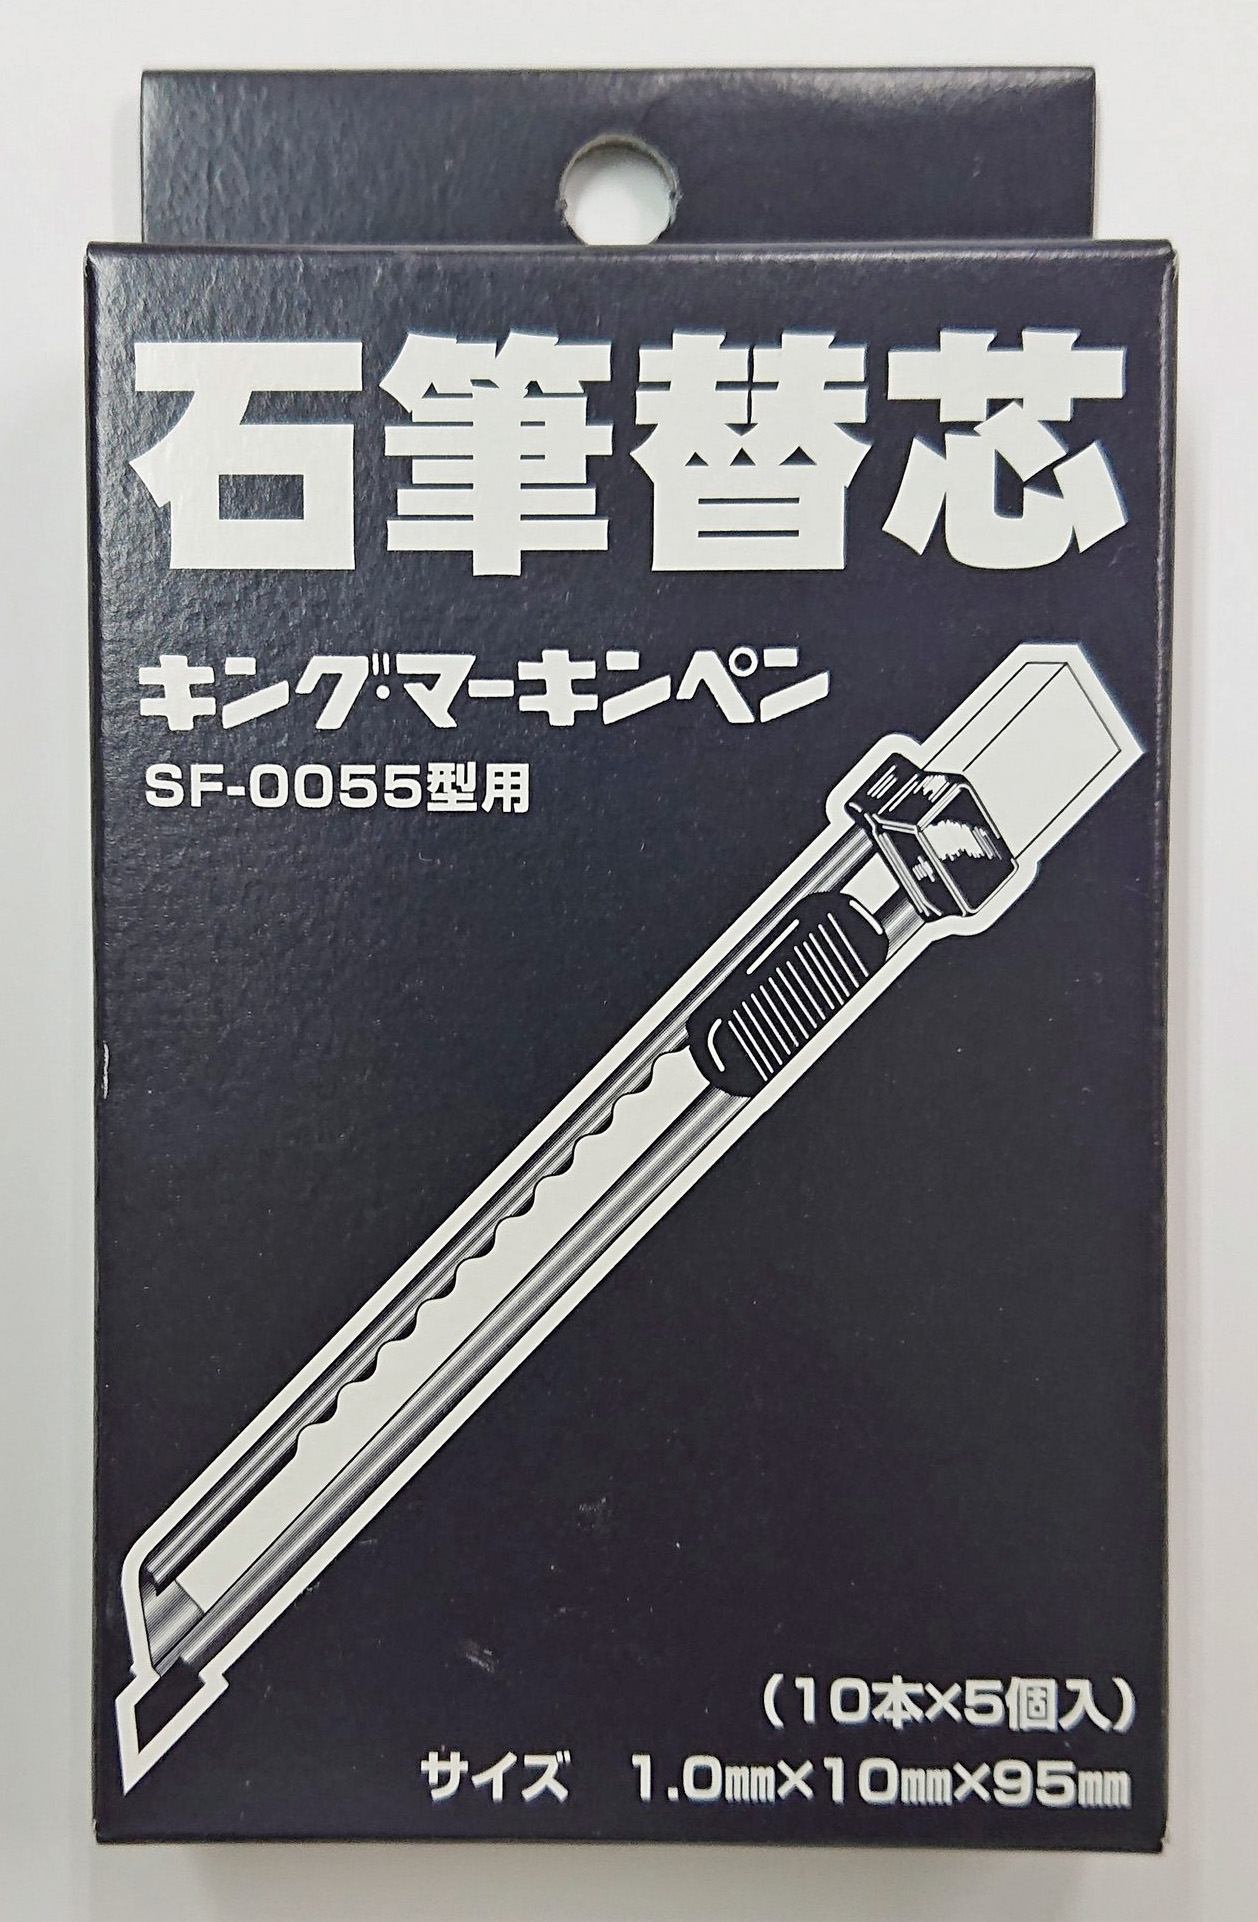 石筆替芯
キング・マーキンペン
SF-0055型用
(10本×5個入)
サイズ 1.0mm×10mm×95mm